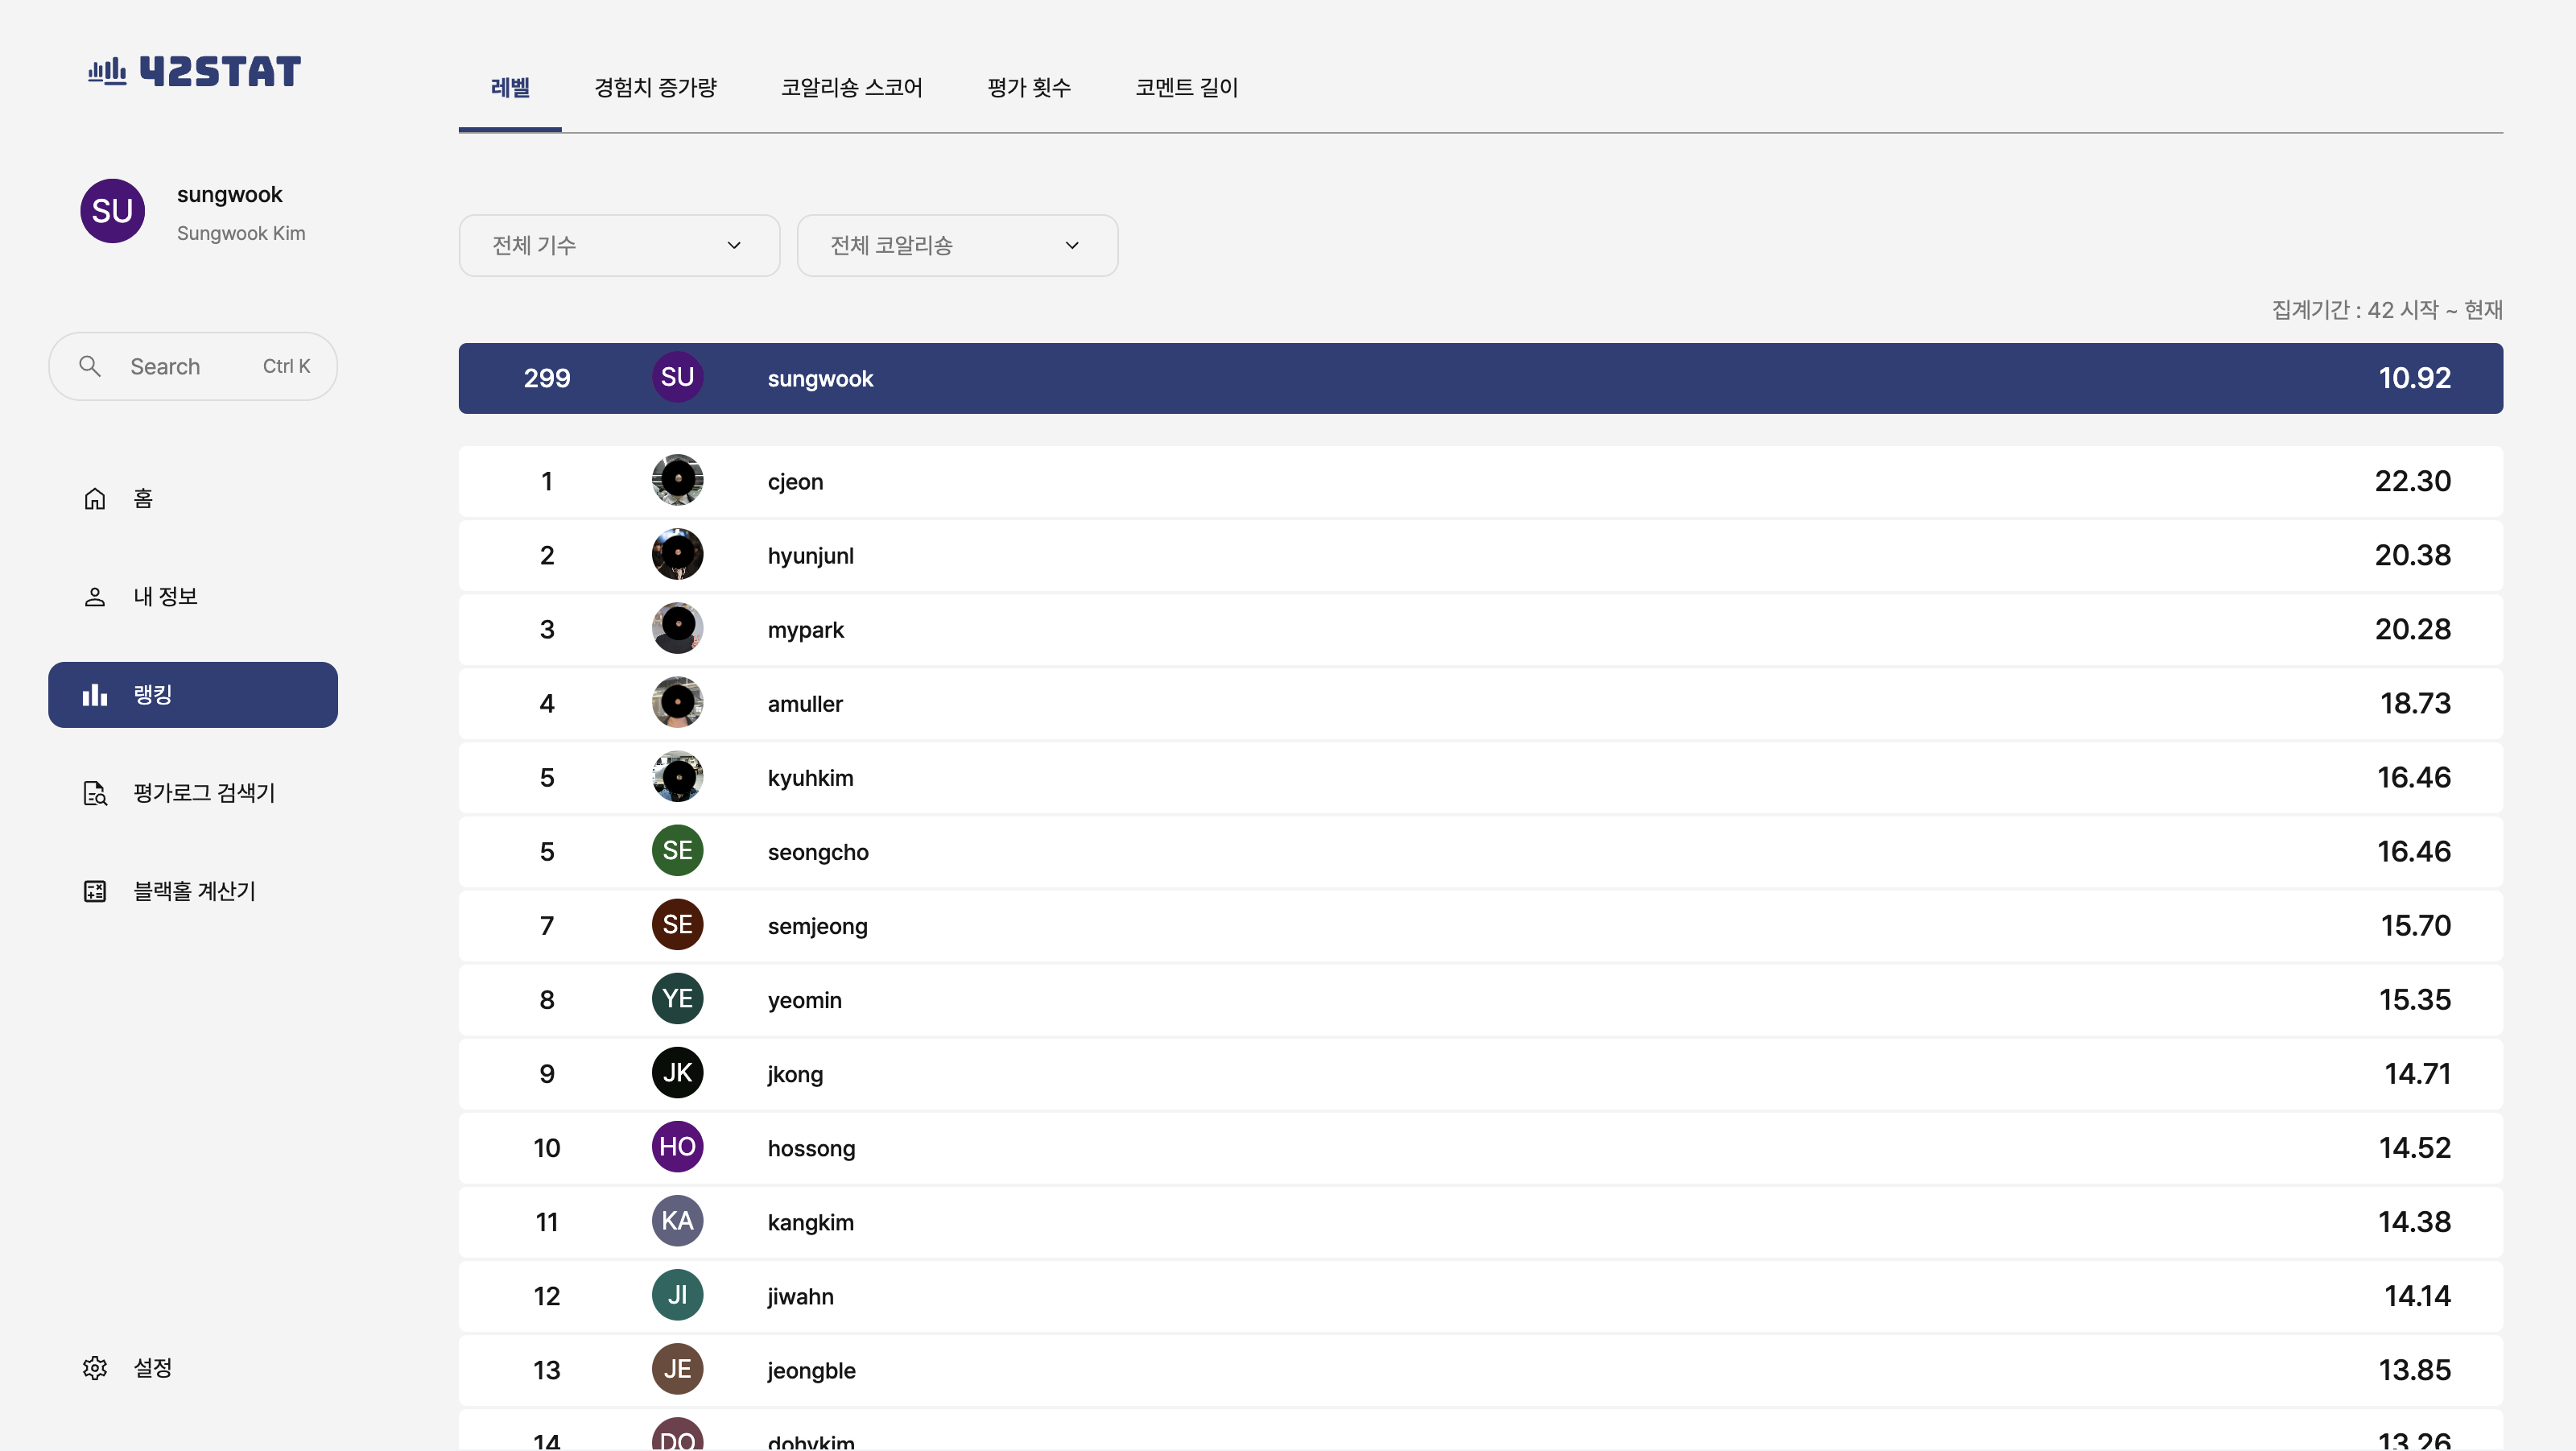 42STAT
sungwook
Sungwook Kim
Search Ctrl K
홈
내 정보
랭킹
평가로그 검색기
블랙홀 계산기
설정
레벨 경험치 증가량 코알리숑 스코어 평가 횟수 코멘트 길이
전체 기수 전체 코알리숑
집계기간 : 42 시작 ~ 현재
299 SU sungwook 10.92
1 cjeon 22.30
2 hyunjunl 20.38
3 mypark 20.28
4 amuller 18.73
5 kyuhkim 16.46
5 SE seongcho 16.46
7 SE semjeong 15.70
8 YE yeomin 15.35
9 JK jkong 14.71
10 HO hossong 14.52
11 KA kangkim 14.38
12 JI jiwahn 14.14
13 JE jeongble 13.85
14 DO dohykim 13.26
SU